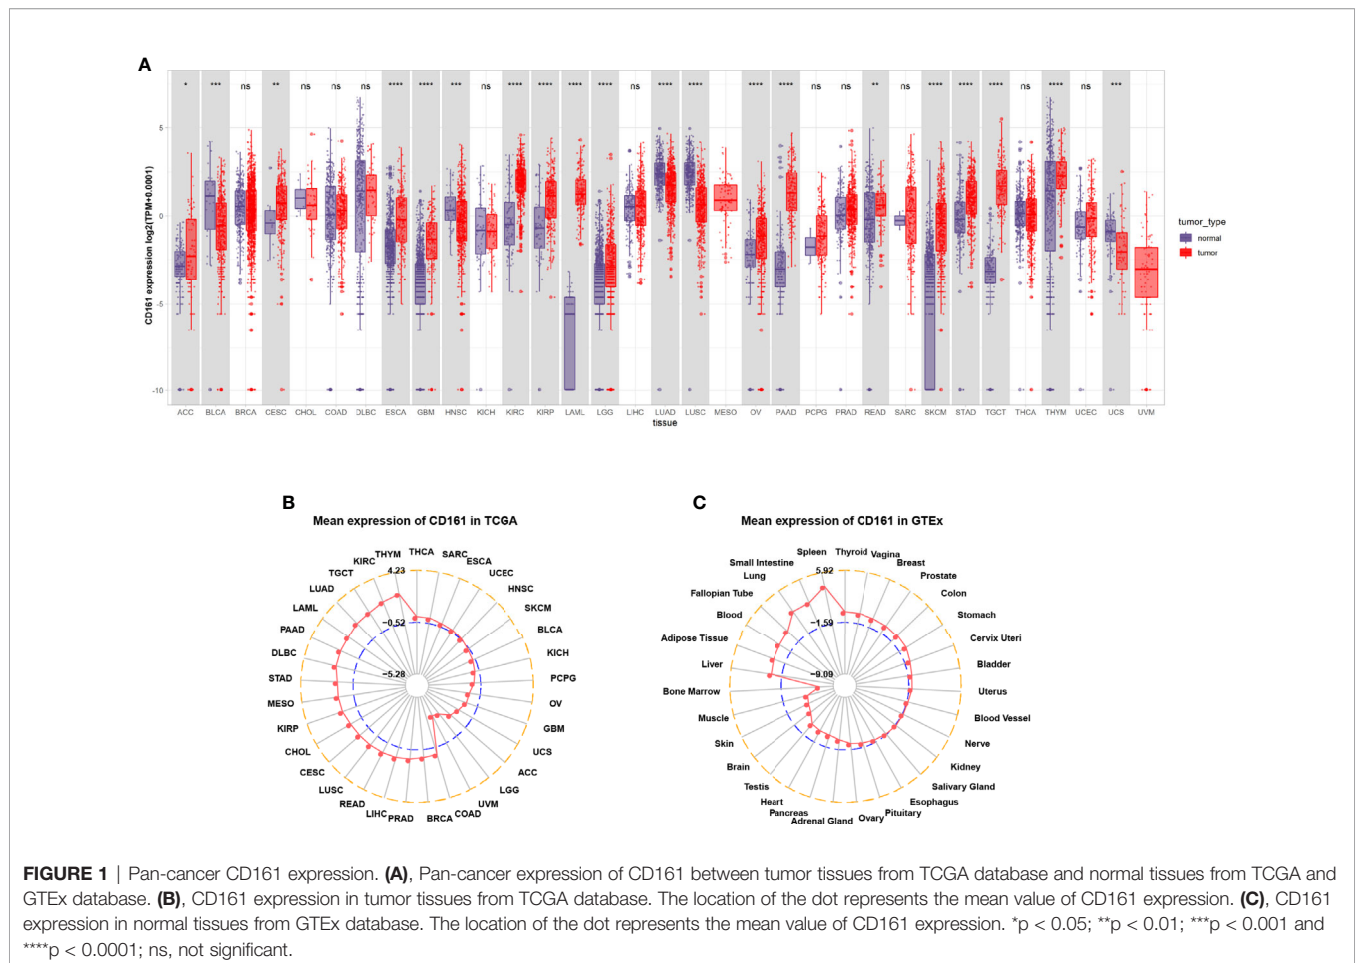 A
* *** ns ** ns ns ns **** **** *** ns **** **** **** **** ns **** **** **** **** ns ns ** ns **** **** **** ns **** ns ***
CD161 expression log2(TPM+0.0001)
5
0
-5
-10
ACC BLCA BRCA CESC CHOL COAD DLBC ESCA GBM HNSC KICH KIRC KIRP LAML LGG LIHC LUAD LUSC MESO OV PAAD PCPG PRAD READ SARC SKCM STAD TGCT THCA THYM UCEC UCS UVM
tissue
tumor_type
normal
tumor
B
Mean expression of CD161 in TCGA
THCA
SARC
ESCA
UCEC
HNSC
SKCM
BLCA
KICH
PCPG
OV
GBM
UCS
ACC
LGG
UVM
COAD
BRCA
PRAD
LIHC
READ
LUSC
CESC
CHOL
KIRP
MESO
STAD
DLBC
PAAD
LAML
LUAD
TGCT
KIRC
THYM
4.23
−0.52
−5.28
C
Mean expression of CD161 in GTEx
Thyroid
Vagina
Breast
Prostate
Colon
Stomach
Cervix Uteri
Bladder
Uterus
Blood Vessel
Nerve
Kidney
Salivary Gland
Esophagus
Pituitary
Ovary
Adrenal Gland
Pancreas
Heart
Testis
Brain
Skin
Muscle
Bone Marrow
Liver
Adipose Tissue
Blood
Fallopian Tube
Lung
Small Intestine
Spleen
5.92
−1.59
−9.09
FIGURE 1 | Pan-cancer CD161 expression. (A), Pan-cancer expression of CD161 between tumor tissues from TCGA database and normal tissues from TCGA and
GTEx database. (B), CD161 expression in tumor tissues from TCGA database. The location of the dot represents the mean value of CD161 expression. (C), CD161
expression in normal tissues from GTEx database. The location of the dot represents the mean value of CD161 expression. *p < 0.05; **p < 0.01; ***p < 0.001 and
****p < 0.0001; ns, not significant.